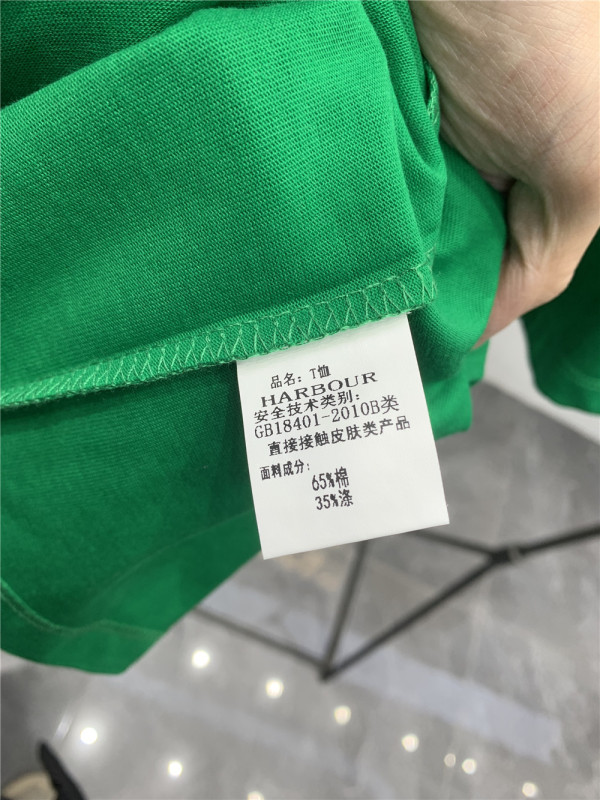 品名：T恤
HARBOUR
安全技术类别：
GB18401-2010B类
直接接触皮肤类产品
面料成分：
65%棉
35%涤